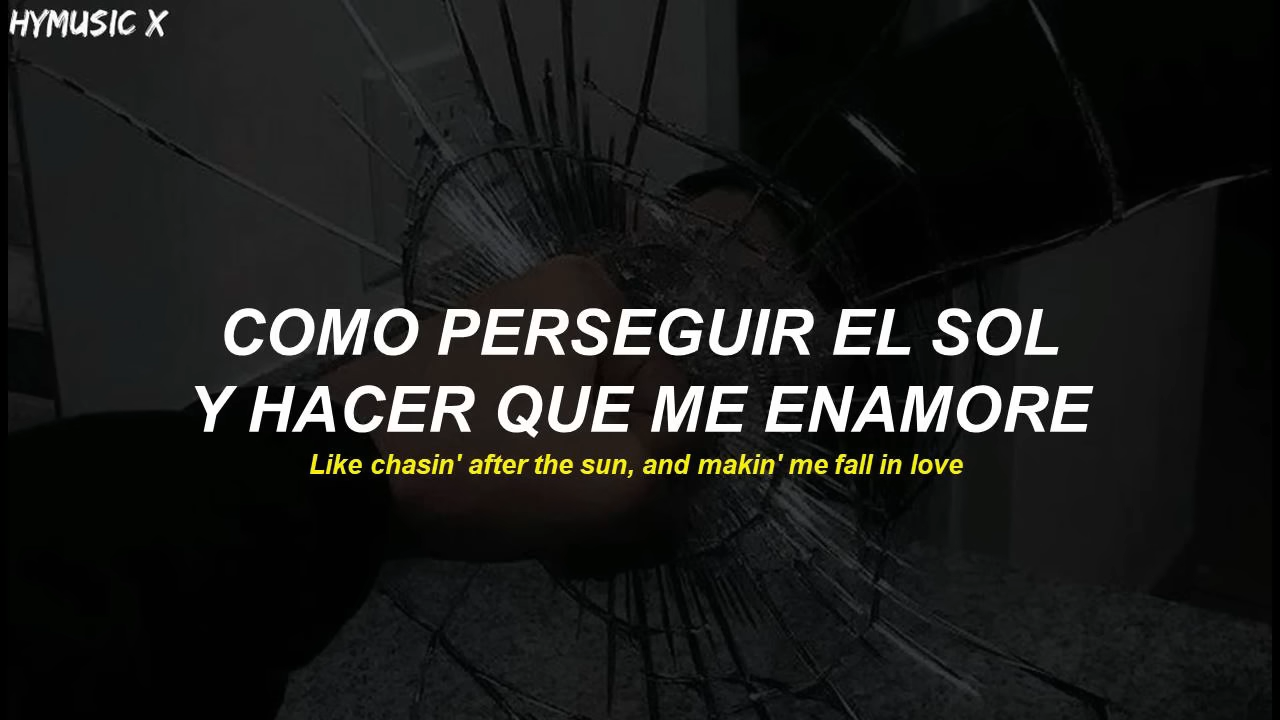 HYMUSIC X
COMO PERSEGUIR EL SOL
Y HACER QUE ME ENAMORE
Like chasin' after the sun, and makin' me fall in love